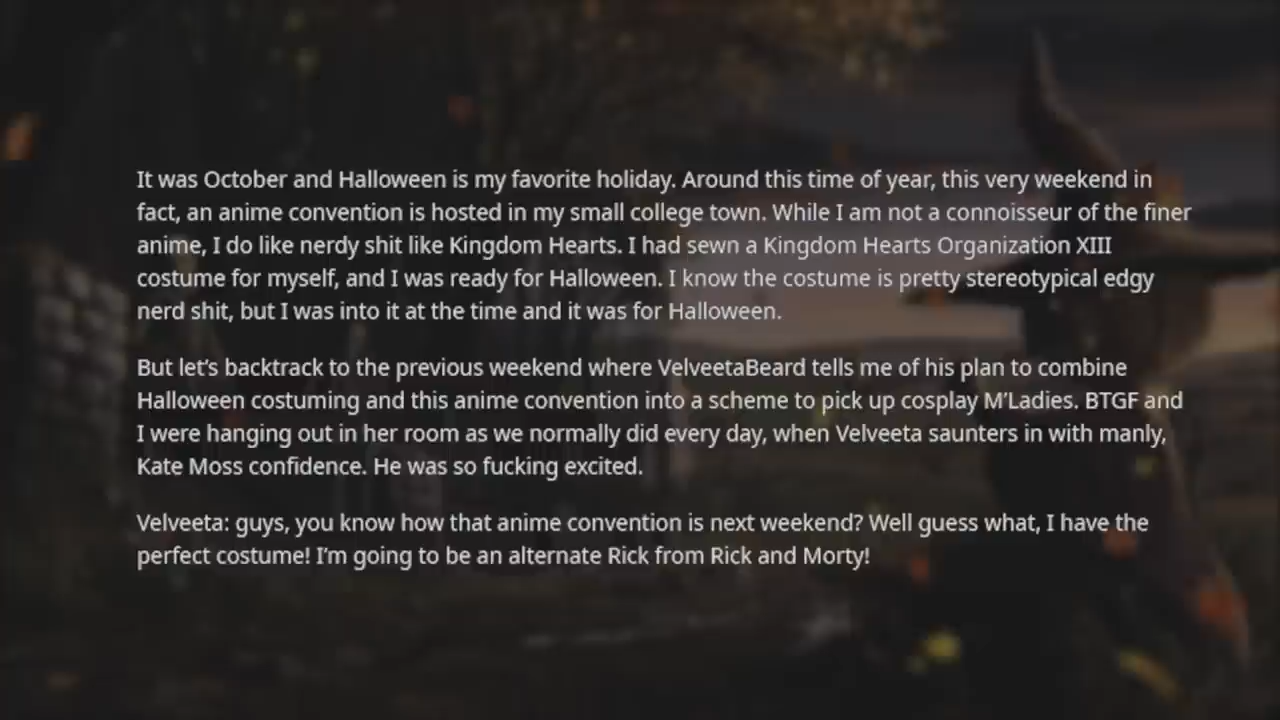 It was October and Halloween is my favorite holiday. Around this time of year, this very weekend in
fact, an anime convention is hosted in my small college town. While I am not a connoisseur of the finer
anime, I do like nerdy shit like Kingdom Hearts. I had sewn a Kingdom Hearts Organization XIII
costume for myself, and I was ready for Halloween. I know the costume is pretty stereotypical edgy
nerd shit, but I was into it at the time and it was for Halloween.
But let’s backtrack to the previous weekend where VelveetaBeard tells me of his plan to combine
Halloween costuming and this anime convention into a scheme to pick up cosplay M’Ladies. BTGF and
I were hanging out in her room as we normally did every day, when Velveeta saunters in with manly,
Kate Moss confidence. He was so fucking excited.
Velveeta: guys, you know how that anime convention is next weekend? Well guess what, I have the
perfect costume! I’m going to be an alternate Rick from Rick and Morty!